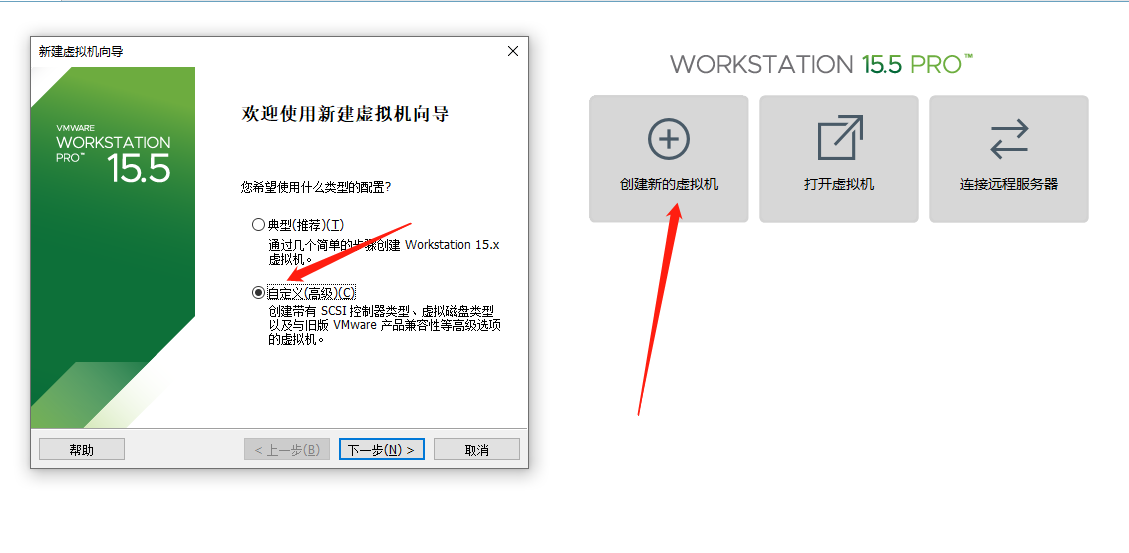 新建虚拟机向导
VMWARE
WORKSTATION
PRO™ 15.5
欢迎使用新建虚拟机向导
您希望使用什么类型的配置?
典型(推荐)(T)
通过几个简单的步骤创建 Workstation 15.x
虚拟机。
自定义(高级)(C)
创建带有 SCSI 控制器类型、虚拟磁盘类型
以及与旧版 VMware 产品兼容性等高级选项
的虚拟机。
帮助
< 上一步(B)
下一步(N) >
取消
WORKSTATION 15.5 PRO™
创建新的虚拟机
打开虚拟机
连接远程服务器